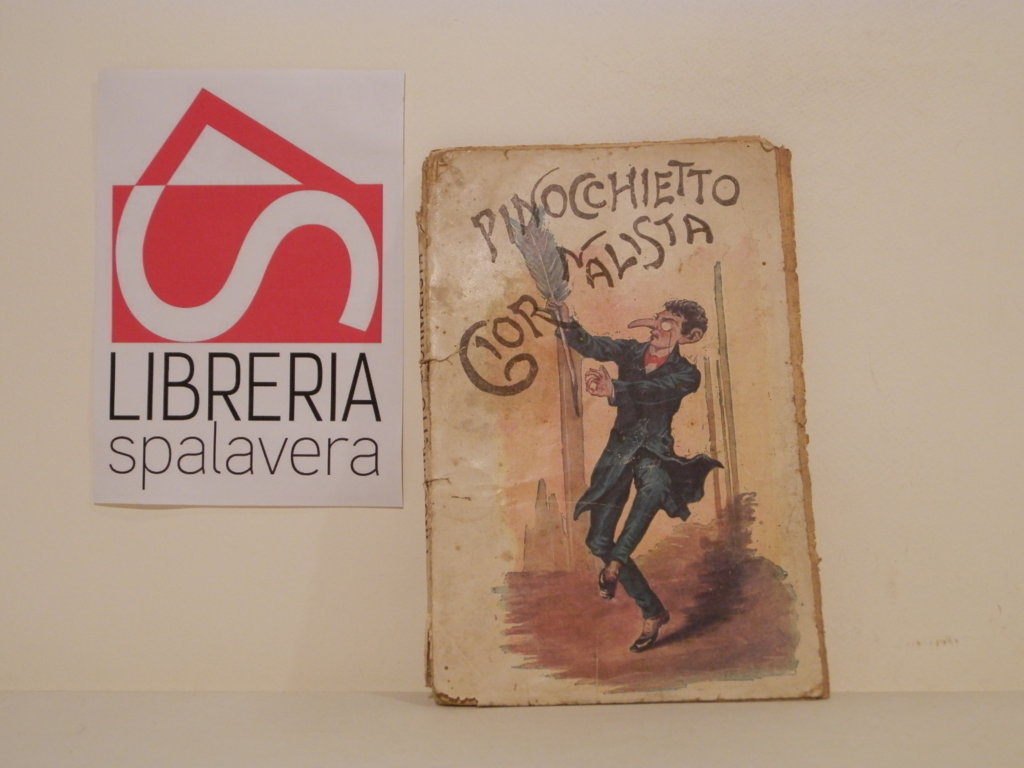 LIBRERIA
spalavera
PINOCCHIETTO
GIORNALISTA